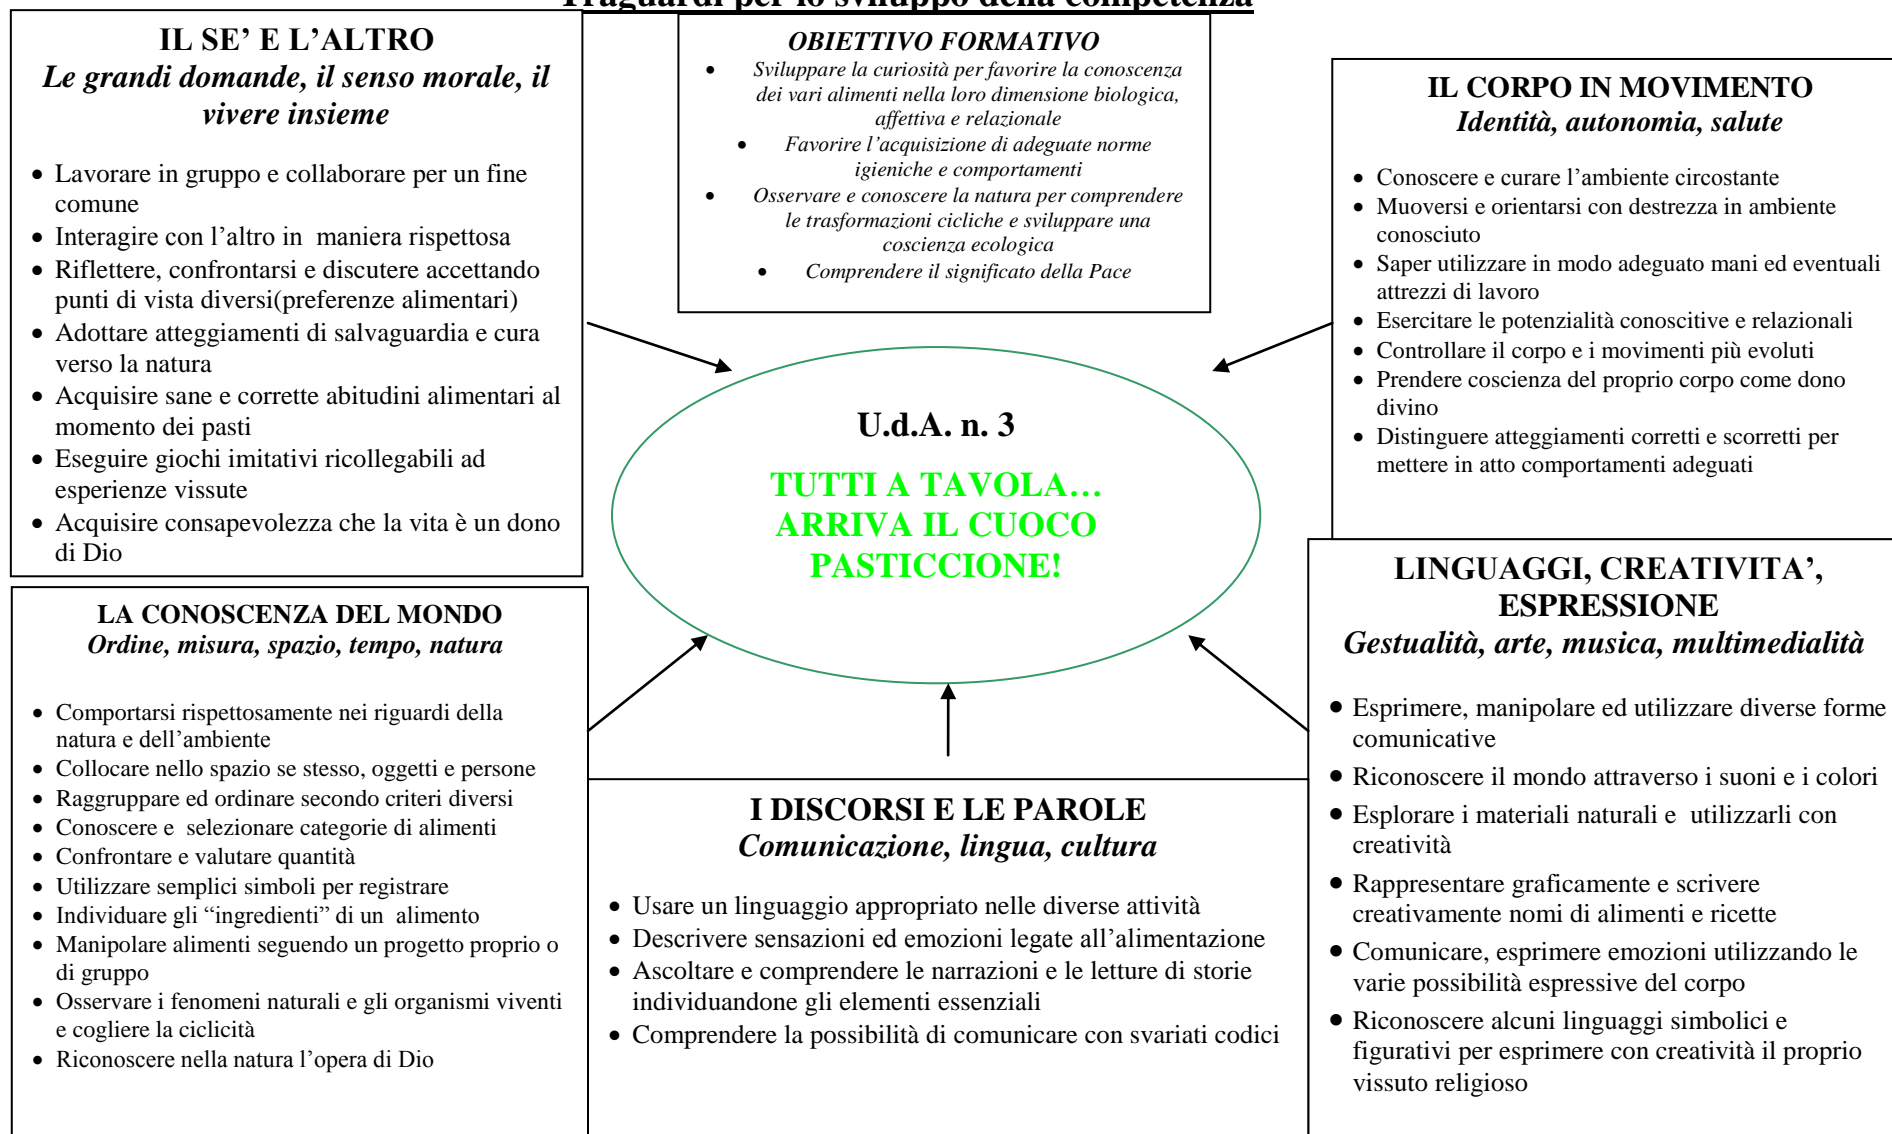 Traguardi per lo sviluppo della competenza
IL SE’ E L’ALTRO
Le grandi domande, il senso morale, il
vivere insieme
• Lavorare in gruppo e collaborare per un fine
comune
• Interagire con l’altro in maniera rispettosa
• Riflettere, confrontarsi e discutere accettando
punti di vista diversi(preferenze alimentari)
• Adottare atteggiamenti di salvaguardia e cura
verso la natura
• Acquisire sane e corrette abitudini alimentari al
momento dei pasti
• Eseguire giochi imitativi ricollegabili ad
esperienze vissute
• Acquisire consapevolezza che la vita è un dono
di Dio
OBIETTIVO FORMATIVO
• Sviluppare la curiosità per favorire la conoscenza
dei vari alimenti nella loro dimensione biologica,
affettiva e relazionale
• Favorire l’acquisizione di adeguate norme
igieniche e comportamenti
• Osservare e conoscere la natura per comprendere
le trasformazioni cicliche e sviluppare una
coscienza ecologica
• Comprendere il significato della Pace
IL CORPO IN MOVIMENTO
Identità, autonomia, salute
• Conoscere e curare l’ambiente circostante
• Muoversi e orientarsi con destrezza in ambiente
conosciuto
• Saper utilizzare in modo adeguato mani ed eventuali
attrezzi di lavoro
• Esercitare le potenzialità conoscitive e relazionali
• Controllare il corpo e i movimenti più evoluti
• Prendere coscienza del proprio corpo come dono
divino
• Distinguere atteggiamenti corretti e scorretti per
mettere in atto comportamenti adeguati
U.d.A. n. 3
TUTTI A TAVOLA…
ARRIVA IL CUOCO
PASTICCIONE!
LA CONOSCENZA DEL MONDO
Ordine, misura, spazio, tempo, natura
• Comportarsi rispettosamente nei riguardi della
natura e dell’ambiente
• Collocare nello spazio se stesso, oggetti e persone
• Raggruppare ed ordinare secondo criteri diversi
• Conoscere e selezionare categorie di alimenti
• Confrontare e valutare quantità
• Utilizzare semplici simboli per registrare
• Individuare gli “ingredienti” di un alimento
• Manipolare alimenti seguendo un progetto proprio o
di gruppo
• Osservare i fenomeni naturali e gli organismi viventi
e cogliere la ciclicità
• Riconoscere nella natura l’opera di Dio
I DISCORSI E LE PAROLE
Comunicazione, lingua, cultura
• Usare un linguaggio appropriato nelle diverse attività
• Descrivere sensazioni ed emozioni legate all’alimentazione
• Ascoltare e comprendere le narrazioni e le letture di storie
individuandone gli elementi essenziali
• Comprendere la possibilità di comunicare con svariati codici
LINGUAGGI, CREATIVITA’,
ESPRESSIONE
Gestualità, arte, musica, multimedialità
• Esprimere, manipolare ed utilizzare diverse forme
comunicative
• Riconoscere il mondo attraverso i suoni e i colori
• Esplorare i materiali naturali e utilizzarli con
creatività
• Rappresentare graficamente e scrivere
creativamente nomi di alimenti e ricette
• Comunicare, esprimere emozioni utilizzando le
varie possibilità espressive del corpo
• Riconoscere alcuni linguaggi simbolici e
figurativi per esprimere con creatività il proprio
vissuto religioso